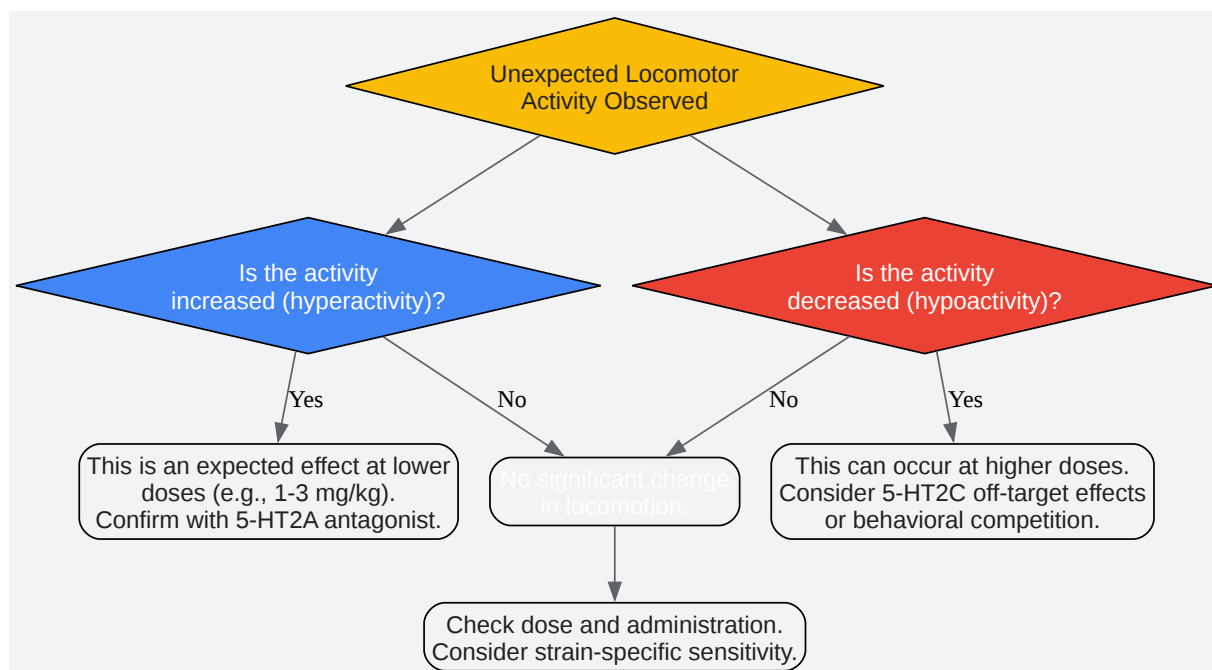 Unexpected Locomotor
Activity Observed
Is the activity
increased (hyperactivity)?
Is the activity
decreased (hypoactivity)?
Yes
No
No
Yes
This is an expected effect at lower
doses (e.g., 1-3 mg/kg).
Confirm with 5-HT2A antagonist.
No significant change
in locomotion.
This can occur at higher doses.
Consider 5-HT2C off-target effects
or behavioral competition.
Check dose and administration.
Consider strain-specific sensitivity.